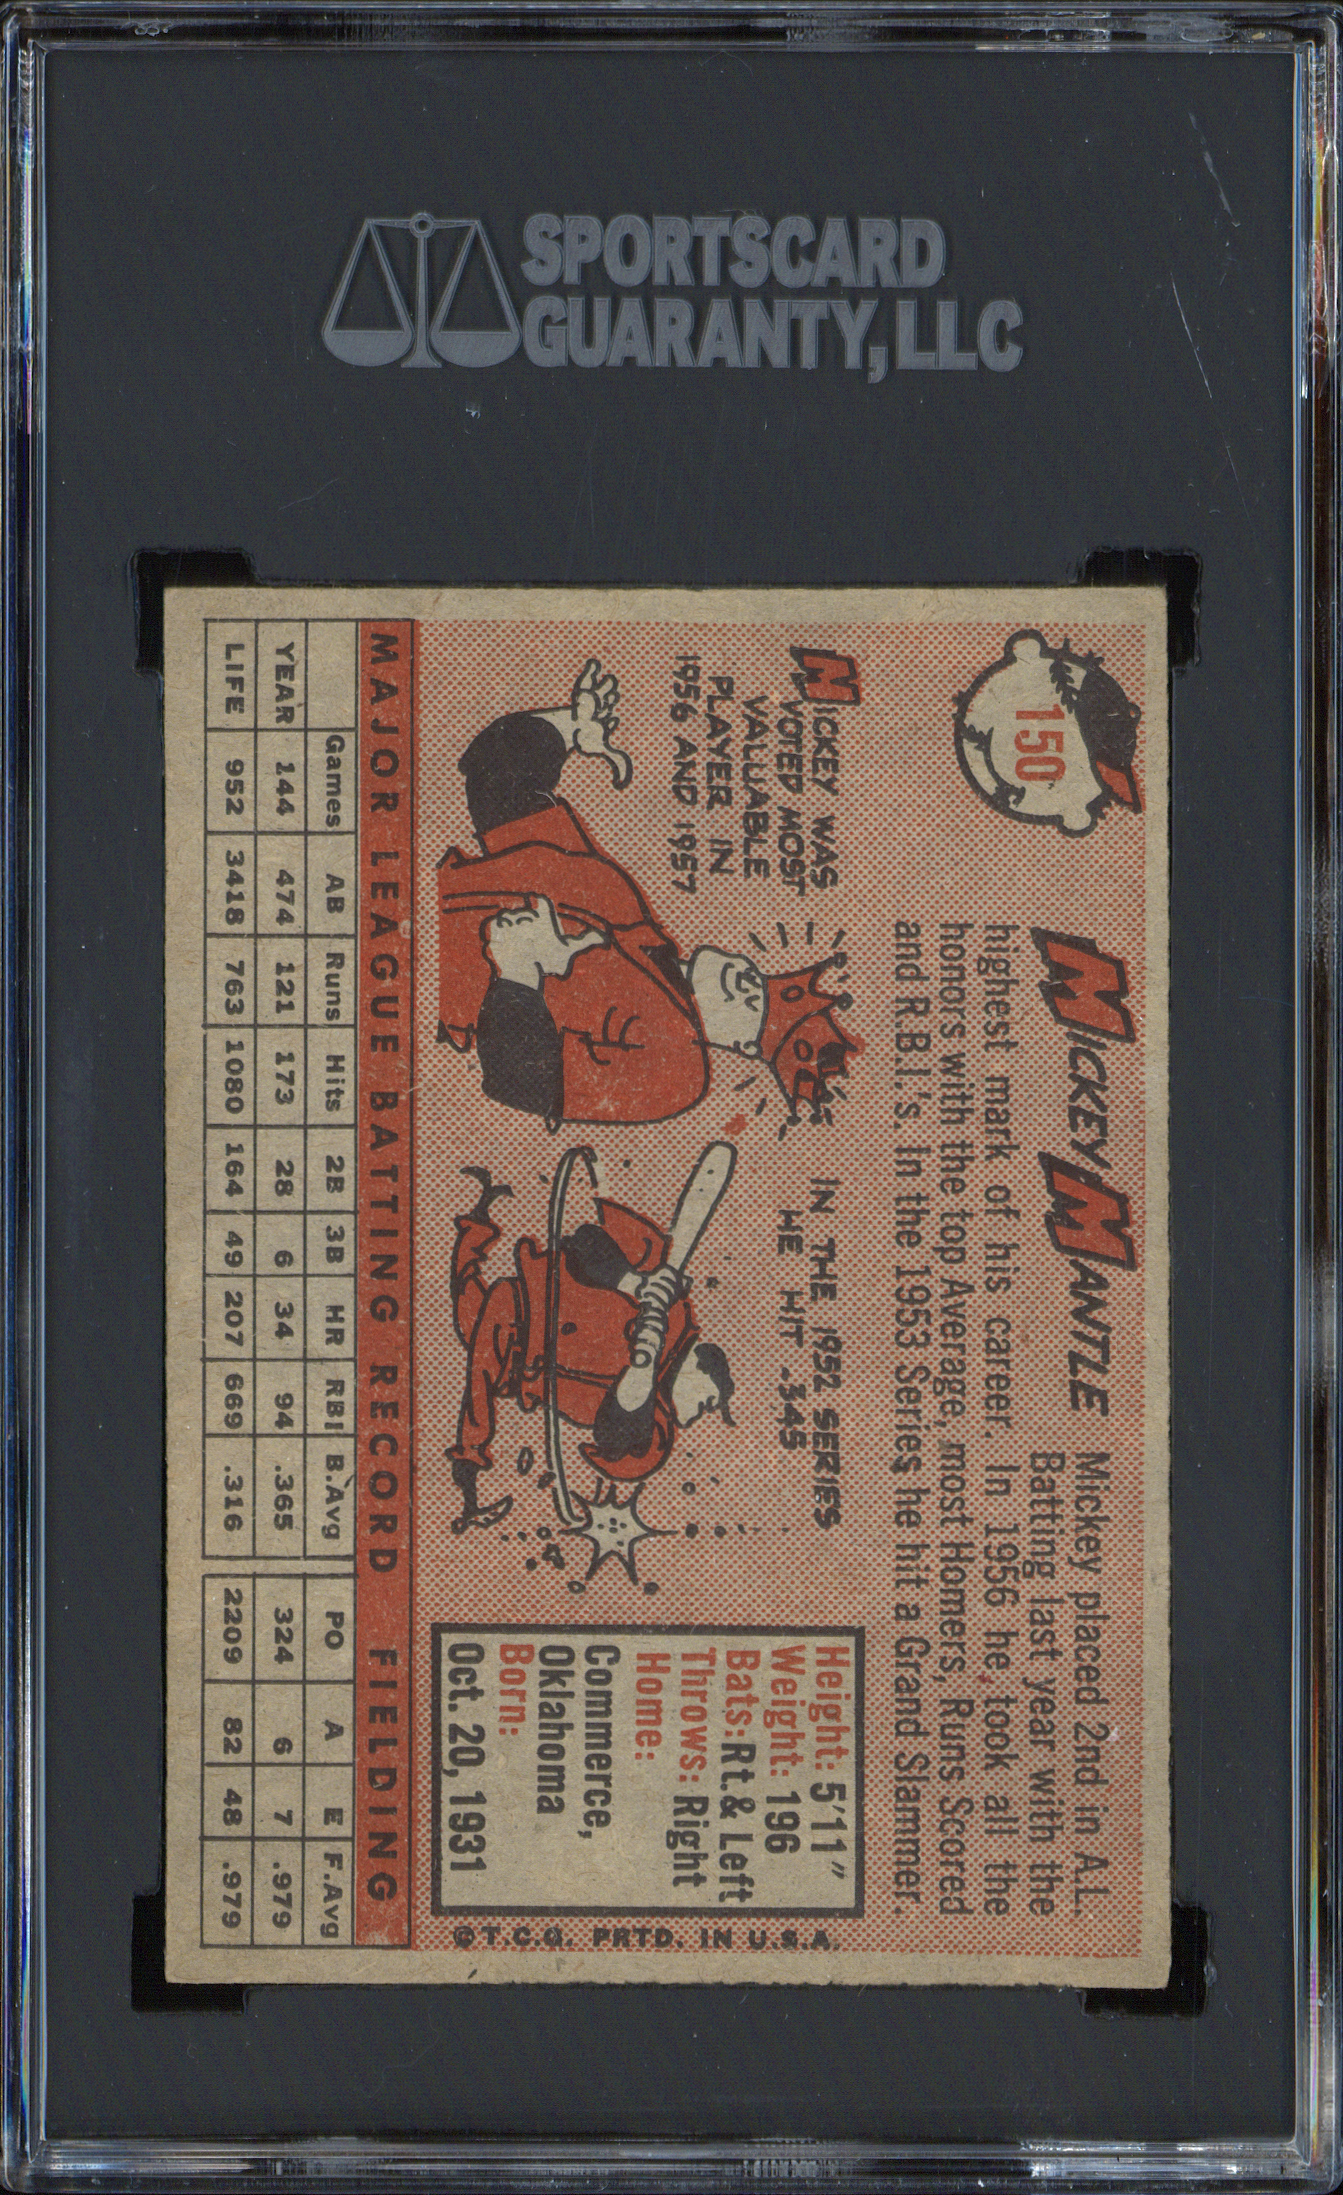 SPORTSCARD
GUARANTY, LLC
150
MICKEY MANTLE
Mickey placed 2nd in A.L.
Batting last year with the
highest mark of his career. In 1956 he took all the
honors with the top Average, most Homers, Runs Scored
and R.B.I.'s. In the 1953 Series he hit a Grand Slammer.
MICKEY WAS
VOTED MOST
VALUABLE
PLAYER IN
1956 AND 1957
IN THE 1952 SERIES
HE HIT .345
Height: 5'11"
Weight: 196
Bats: Rt. & Left
Throws: Right
Home:
Commerce,
Oklahoma
Born:
Oct. 20, 1931
©T.C.G. PRTD. IN U.S.A.
MAJOR LEAGUE BATTING RECORD FIELDING
Games AB Runs Hits 2B 3B HR RBI B.Avg PO A E F.Avg
YEAR 144 474 121 173 28 6 34 94 .365 324 6 7 .979
LIFE 952 3418 763 1080 164 49 207 669 .316 2209 82 48 .979